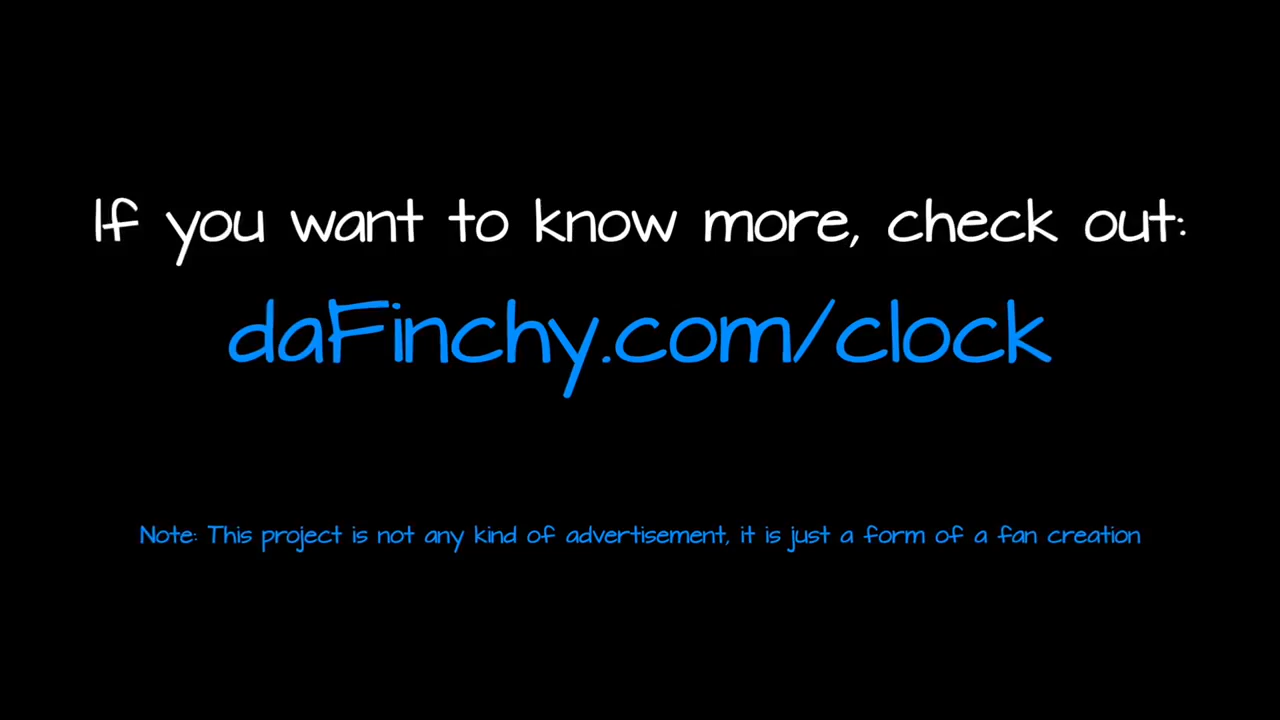 If you want to know more, check out:
daFinchy.com/clock
Note: This project is not any kind of advertisement, it is just a form of a fan creation